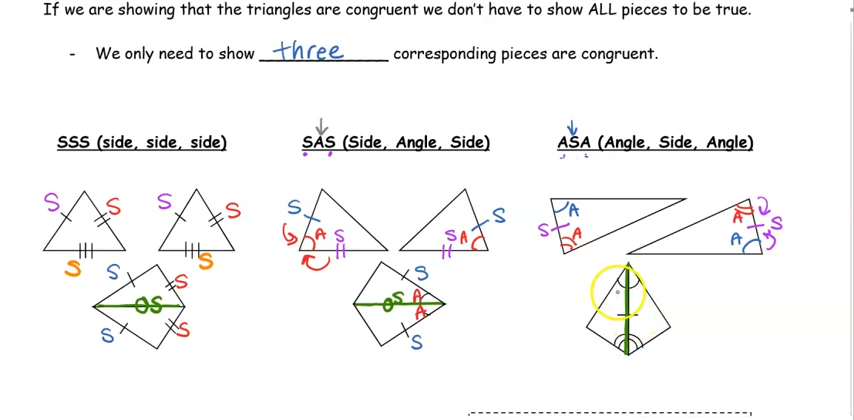 If we are showing that the triangles are congruent we don't have to show ALL pieces to be true.
- We only need to show three corresponding pieces are congruent.
SSS (side, side, side) SAS (Side, Angle, Side) ASA (Angle, Side, Angle)
S S S S S A A S
S A S S A S A A S
S S
S S S S A A
S S S